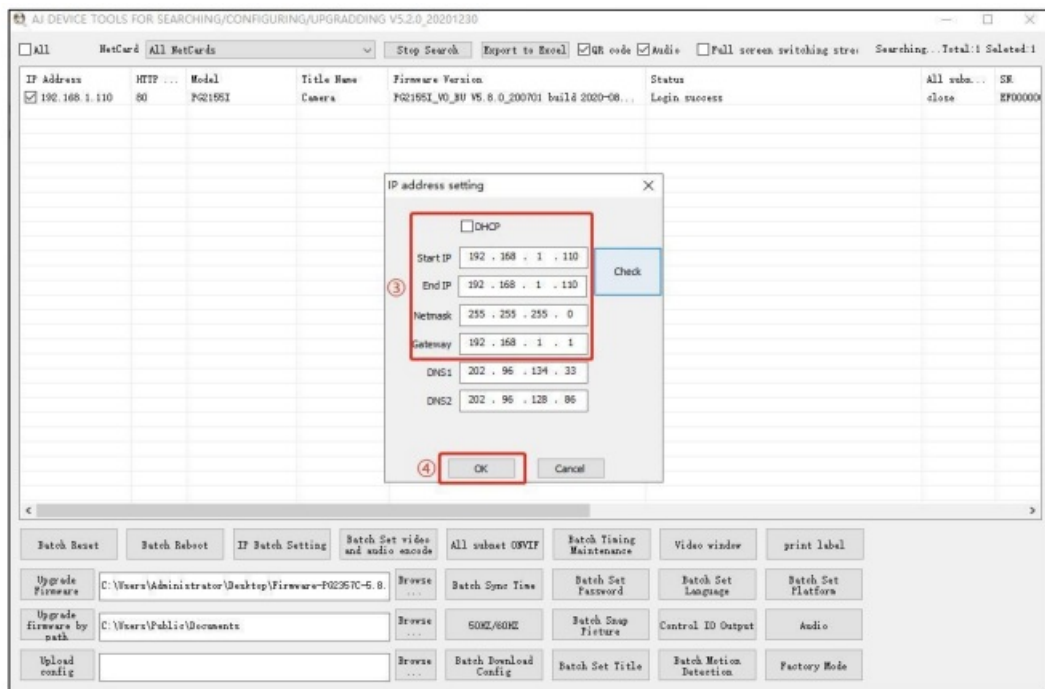 AJ DEVICE TOOLS FOR SEARCHING/CONFIGURING/UPGRADDING V5.2.0_20201230
All NetCard All NetCards Stop Search Export to Excel QR code Audio Full screen switching stre: Searching...Total:1 Seleted:1
IP Address HTTP ... Model Title Name Firmware Version Status All subn... SN
192.168.1.110 80 PG2155I Camera PG2155I_VO_BU V5.8.0_200701 build 2020-08... Login success close EF00000
IP address setting
DHCP
Start IP 192 . 168 . 1 . 110
Check
③ End IP 192 . 168 . 1 . 110
Netmask 255 . 255 . 255 . 0
Gateway 192 . 168 . 1 . 1
DNS1 202 . 96 . 134 . 33
DNS2 202 . 96 . 128 . 86
④ OK Cancel
Batch Reset Batch Reboot IP Batch Setting Batch Set video and audio encode All subnet ONVIF Batch Timing Maintenance Video window print label
Upgrade Firmware C:\Users\Administrator\Desktop\Firmware-PG2357C-5.8. Browse ... Batch Sync Time Batch Set Password Batch Set Language Batch Set Platform
Upgrade firmware by path C:\Users\Public\Documents Browse ... 50HZ/60HZ Batch Snap Picture Control IO Output Audio
Upload config Browse ... Batch Download Config Batch Set Title Batch Motion Detection Factory Mode